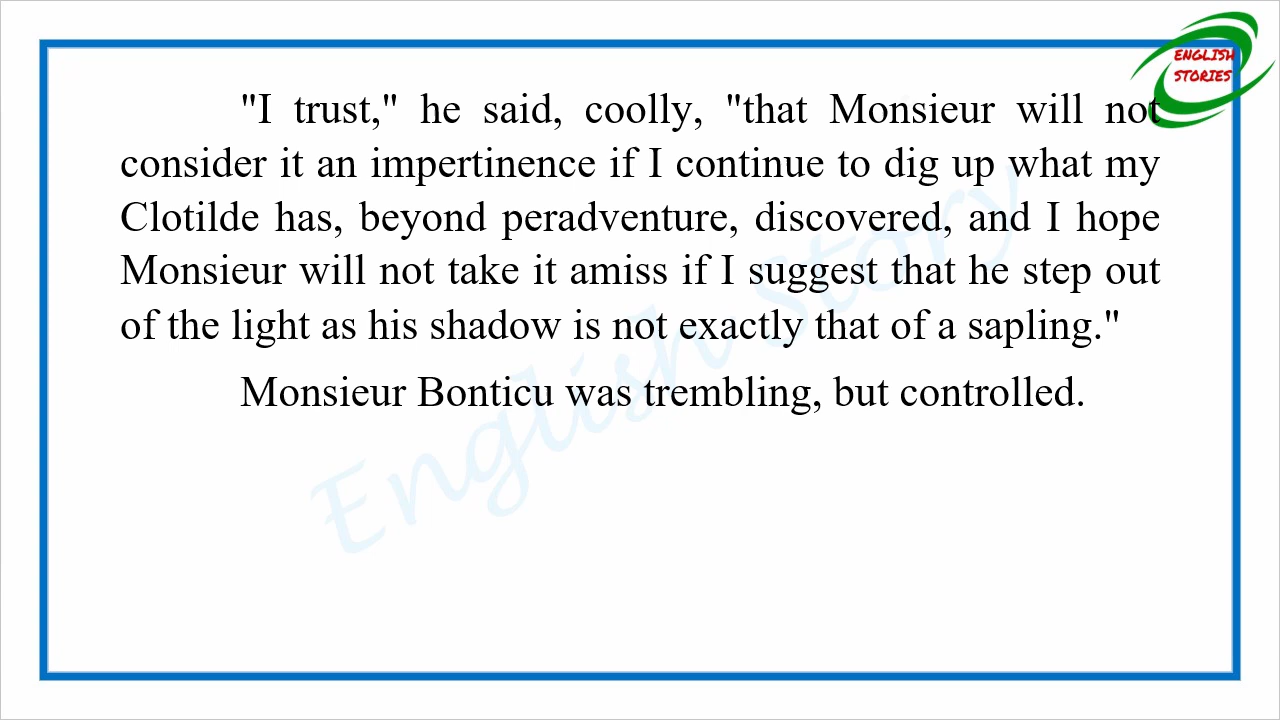 ENGLISH
STORIES
"I trust," he said, coolly, "that Monsieur will not
consider it an impertinence if I continue to dig up what my
Clotilde has, beyond peradventure, discovered, and I hope
Monsieur will not take it amiss if I suggest that he step out
of the light as his shadow is not exactly that of a sapling."
Monsieur Bonticu was trembling, but controlled.
English Story